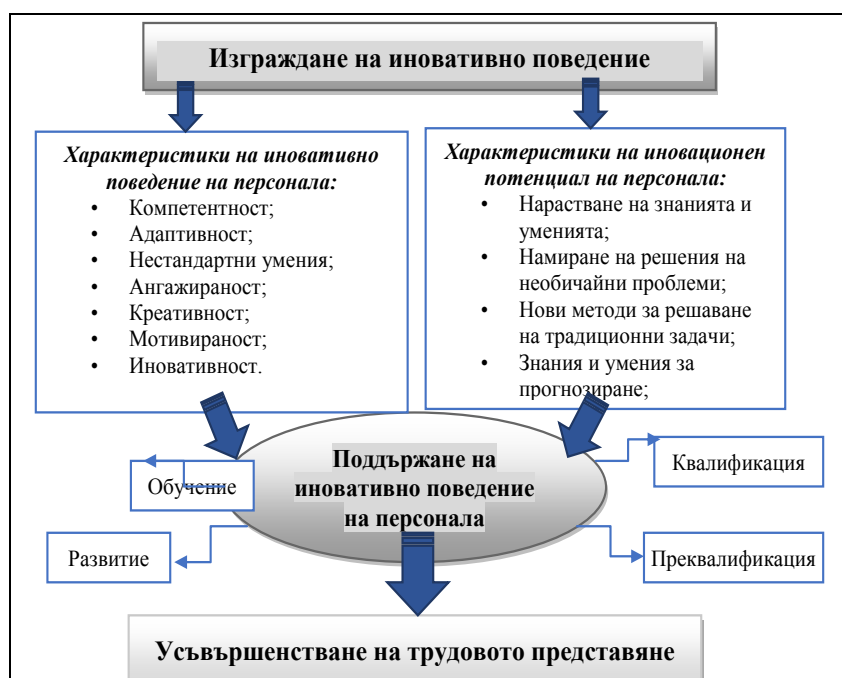 Изграждане на иновативно поведение
Характеристики на иновативно
поведение на персонала:
• Компетентност;
• Адаптивност;
• Нестандартни умения;
• Ангажираност;
• Креативност;
• Мотивираност;
• Иновативност.
Характеристики на иновационен
потенциал на персонала:
• Нарастване на знанията и
уменията;
• Намиране на решения на
необичайни проблеми;
• Нови методи за решаване
на традиционни задачи;
• Знания и умения за
прогнозиране;
Поддържане на
иновативно поведение
на персонала
Обучение
Квалификация
Развитие
Преквалификация
Усъвършенстване на трудовото представяне